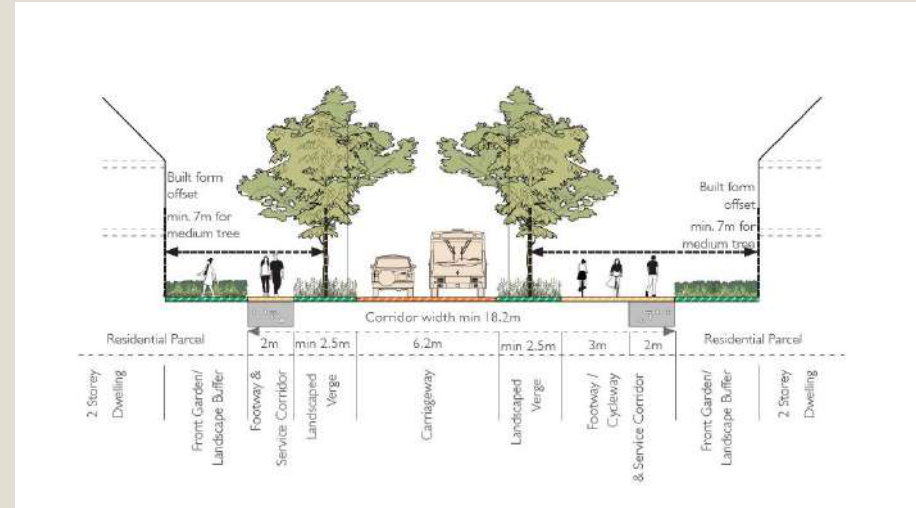 Built form
offset
min. 7m for
medium tree
Built form
offset
min. 7m for
medium tree
Corridor width min 18.2m
Residential Parcel
2m
min 2.5m
6.2m
min 2.5m
3m
2m
Residential Parcel
2 Storey
Dwelling
Front Garden/
Landscape Buffer
Footway &
Service Corridor
Landscaped
Verge
Carriageway
Landscaped
Verge
Footway /
Cycleway
& Service Corridor
Front Garden/
Landscape Buffer
2 Storey
Dwelling